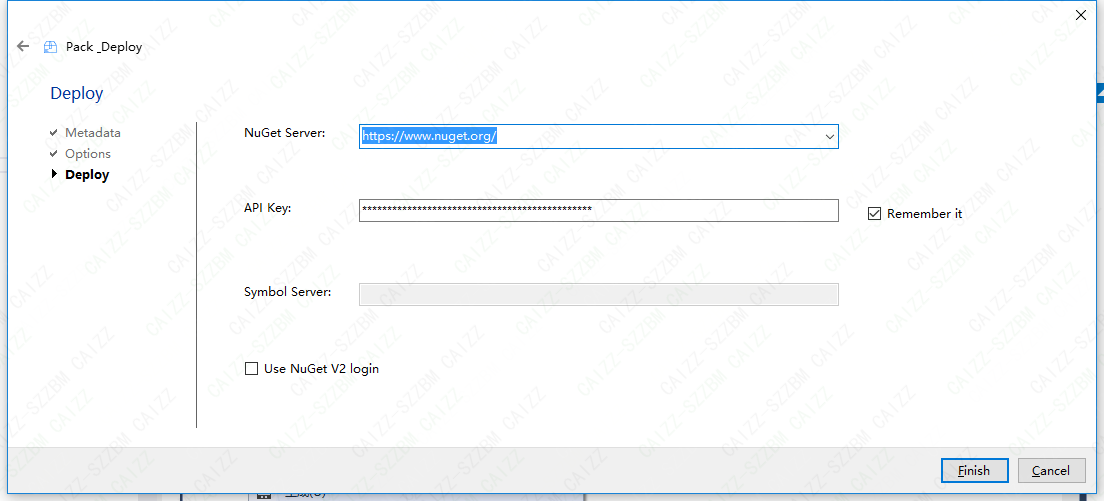 Pack _Deploy
Deploy
Metadata
Options
Deploy
NuGet Server:
https://www.nuget.org/
API Key:
**********************************************
Remember it
Symbol Server:
Use NuGet V2 login
Finish
Cancel
CAIZZ-SZZBM CAIZZ